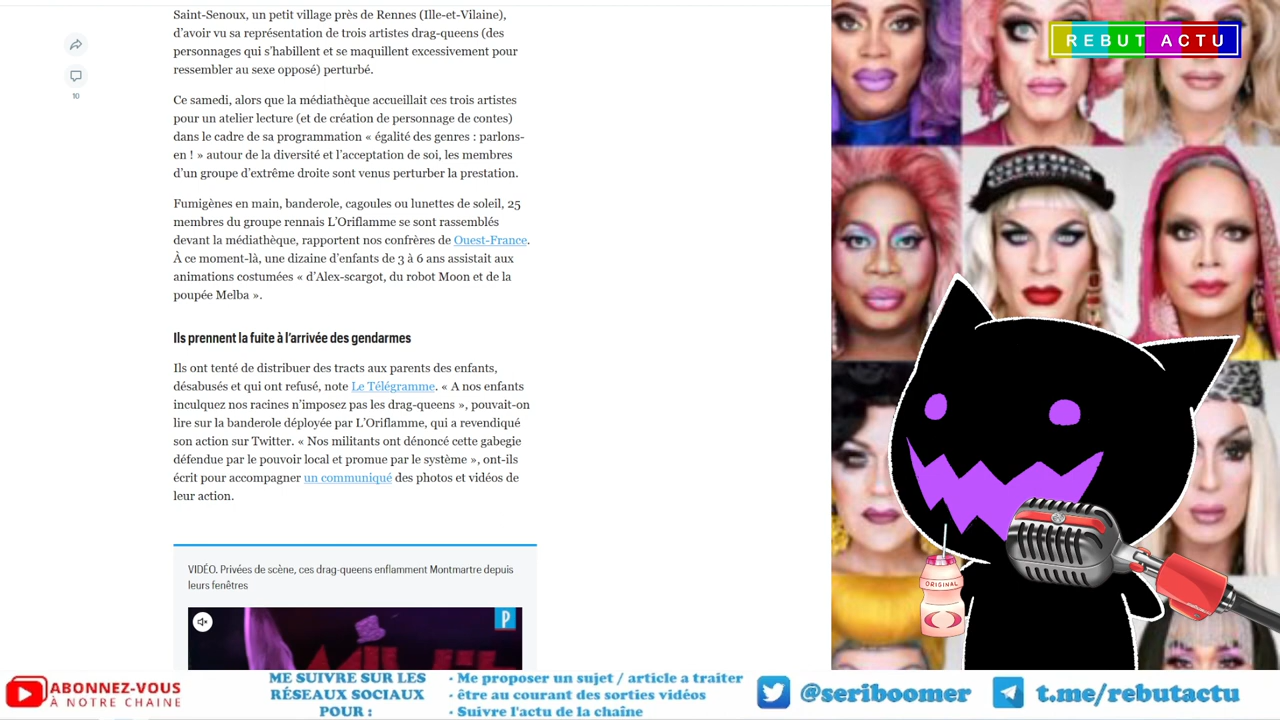 Saint-Senoux, un petit village près de Rennes (Ille-et-Vilaine),
d’avoir vu sa représentation de trois artistes drag-queens (des
personnages qui s’habillent et se maquillent excessivement pour
ressembler au sexe opposé) perturbé.
10
Ce samedi, alors que la médiathèque accueillait ces trois artistes
pour un atelier lecture (et de création de personnage de contes)
dans le cadre de sa programmation « égalité des genres : parlons-
en ! » autour de la diversité et l’acceptation de soi, les membres
d’un groupe d’extrême droite sont venus perturber la prestation.
Fumigènes en main, banderole, cagoules ou lunettes de soleil, 25
membres du groupe rennais L’Oriflamme se sont rassemblés
devant la médiathèque, rapportent nos confrères de Ouest-France.
À ce moment-là, une dizaine d’enfants de 3 à 6 ans assistait aux
animations costumées « d’Alex-scargot, du robot Moon et de la
poupée Melba ».
Ils prennent la fuite à l’arrivée des gendarmes
Ils ont tenté de distribuer des tracts aux parents des enfants,
désabusés et qui ont refusé, note Le Télégramme. « A nos enfants
inculquez nos racines n’imposez pas les drag-queens », pouvait-on
lire sur la banderole déployée par L’Oriflamme, qui a revendiqué
son action sur Twitter. « Nos militants ont dénoncé cette gabegie
défendue par le pouvoir local et promue par le système », ont-ils
écrit pour accompagner un communiqué des photos et vidéos de
leur action.
VIDÉO. Privées de scène, ces drag-queens enflamment Montmartre depuis
leurs fenêtres
P
REBUT ACTU
ORIGINAL
ABONNEZ-VOUS
À NOTRE CHAINE
ME SUIVRE SUR LES
RÉSEAUX SOCIAUX
POUR :
· Me proposer un sujet / article a traiter
· être au courant des sorties vidéos
· Suivre l'actu de la chaîne
@seriboomer
t.me/rebutactu